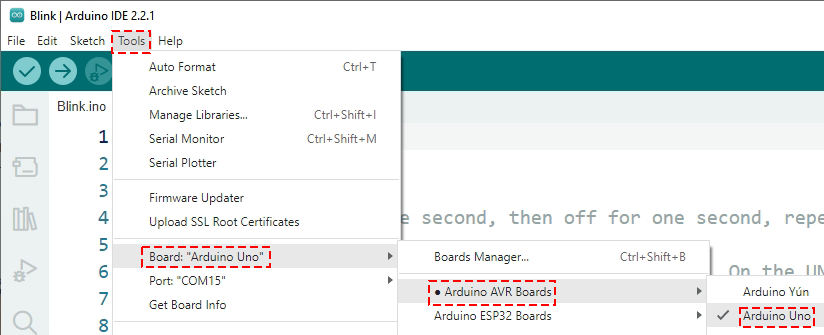 Blink | Arduino IDE 2.2.1
File Edit Sketch Tools Help
Auto Format Ctrl+T
Archive Sketch
Blink.ino
Manage Libraries... Ctrl+Shift+I
1
Serial Monitor Ctrl+Shift+M
2
Serial Plotter
3
Firmware Updater
4
Upload SSL Root Certificates
e second, then off for one second, repe
5
Board: "Arduino Uno"
Boards Manager... Ctrl+Shift+B
6
Port: "COM15"
On the UN
7
● Arduino AVR Boards
Arduino Yún
Get Board Info
8
Arduino ESP32 Boards
✓ Arduino Uno